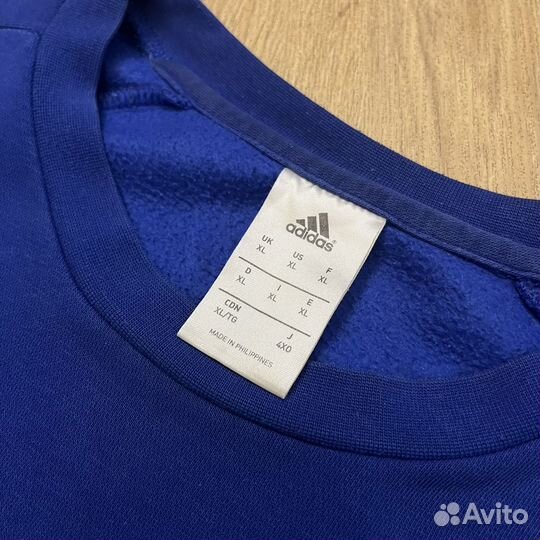 adidas®
UK US F
XL XL XL
D I E
XL XL XL
CDN J
XL/TG 4XO
MADE IN PHILIPPINES
Avito